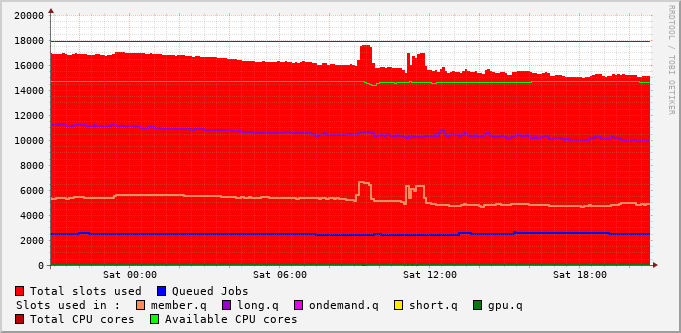 20000
18000
16000
14000
12000
10000
8000
6000
4000
2000
0
Sat 00:00 Sat 06:00 Sat 12:00 Sat 18:00
Total slots used Queued Jobs
Slots used in : member.q long.q ondemand.q short.q gpu.q
Total CPU cores Available CPU cores
RRDTOOL / TOBI OETIKER